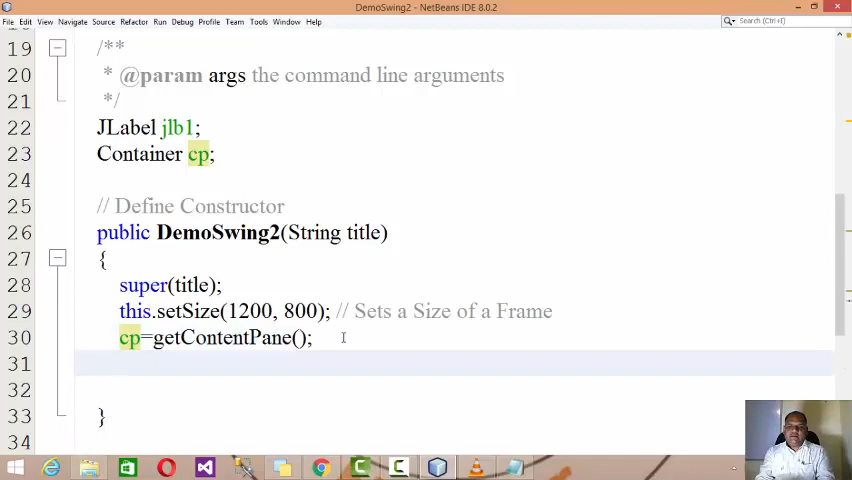 DemoSwing2 - NetBeans IDE 8.0.2
File Edit View Navigate Source Refactor Run Debug Profile Team Tools Window Help
Search (Ctrl+I)
19 /**
20 * @param args the command line arguments
21 */
22 JLabel jlb1;
23 Container cp;
24
25 // Define Constructor
26 public DemoSwing2(String title)
27 {
28 super(title);
29 this.setSize(1200, 800); // Sets a Size of a Frame
30 cp=getContentPane();
31
32
33 }
34